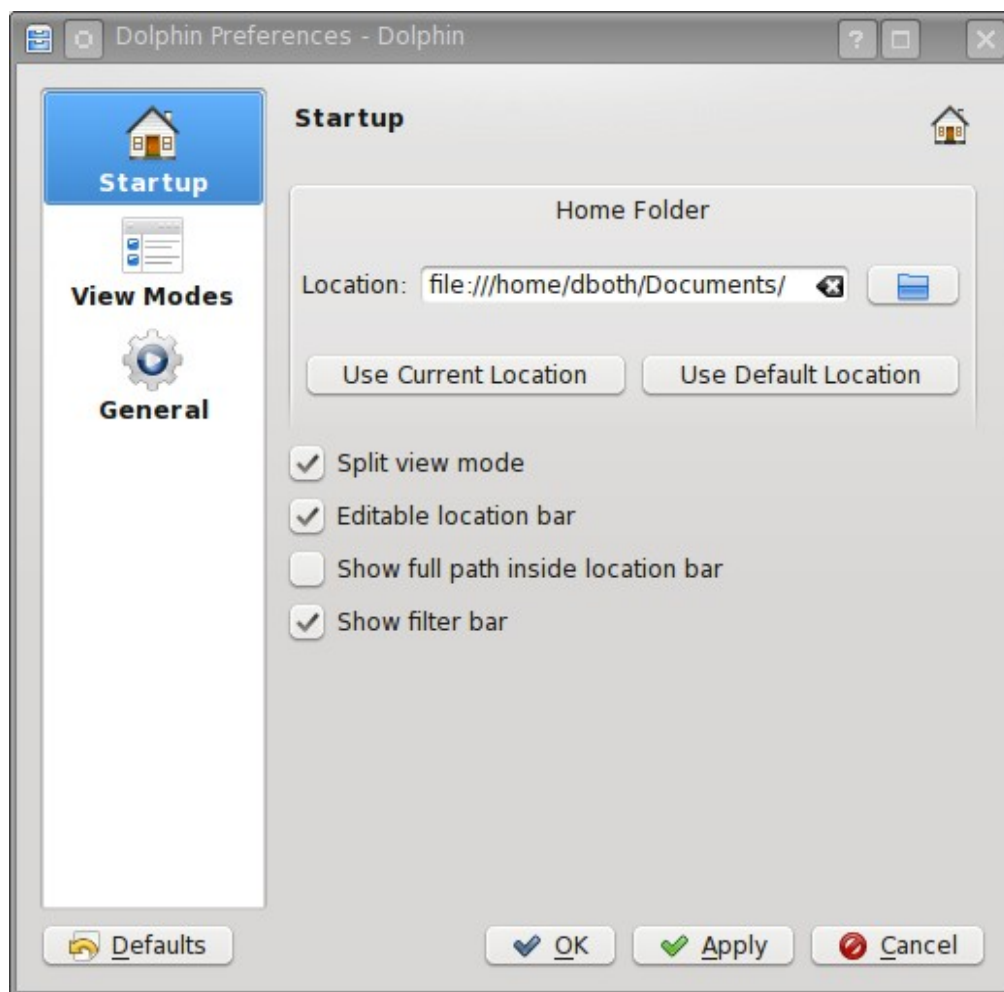 Dolphin Preferences - Dolphin
?
Startup
View Modes
General
Startup
Home Folder
Location: file:///home/dboth/Documents/
Use Current Location Use Default Location
Split view mode
Editable location bar
Show full path inside location bar
Show filter bar
Defaults OK Apply Cancel